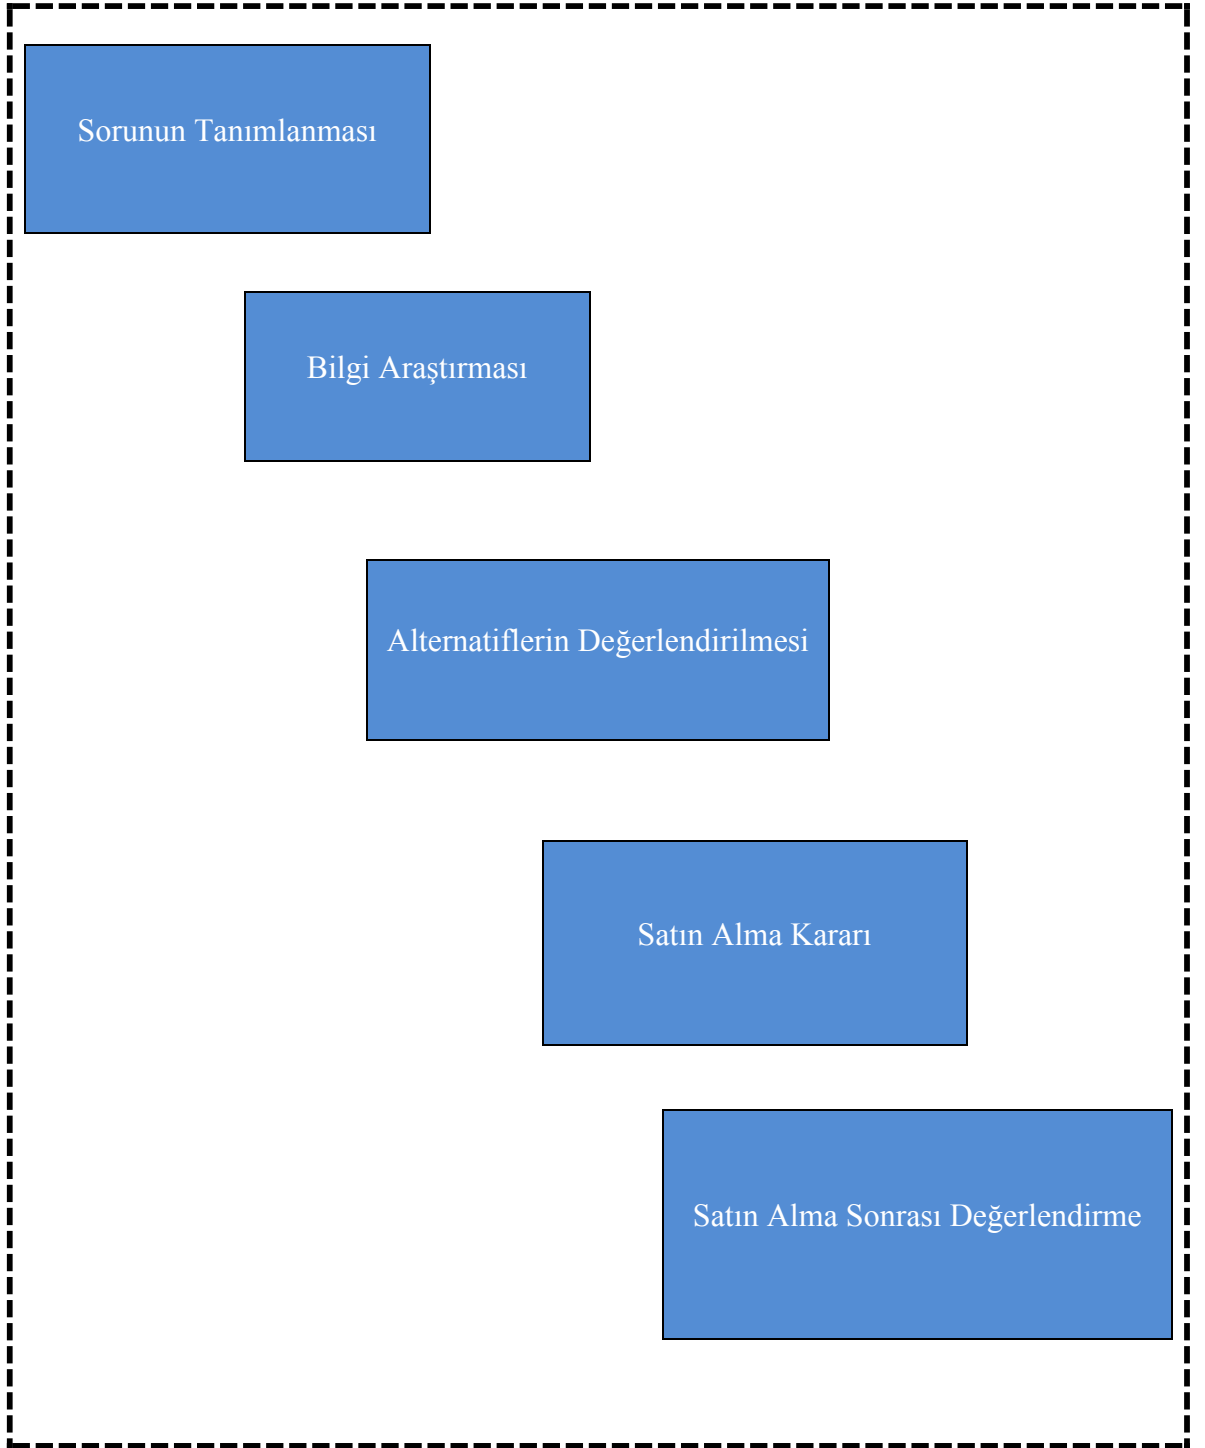 Sorunun Tanımlanması
Bilgi Araştırması
Alternatiflerin Değerlendirilmesi
Satın Alma Kararı
Satın Alma Sonrası Değerlendirme